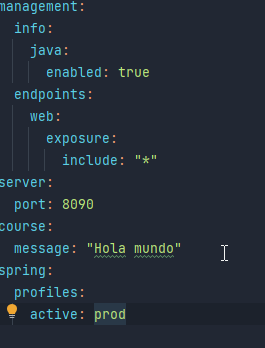 management:
  info:
    java:
      enabled: true
  endpoints:
    web:
      exposure:
        include: "*"
server:
  port: 8090
course:
  message: "Hola mundo"
spring:
  profiles:
    active: prod